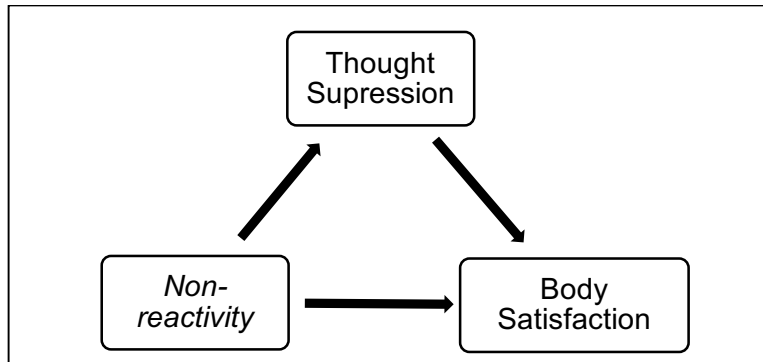 Thought
Supression
Non-
reactivity
Body
Satisfaction